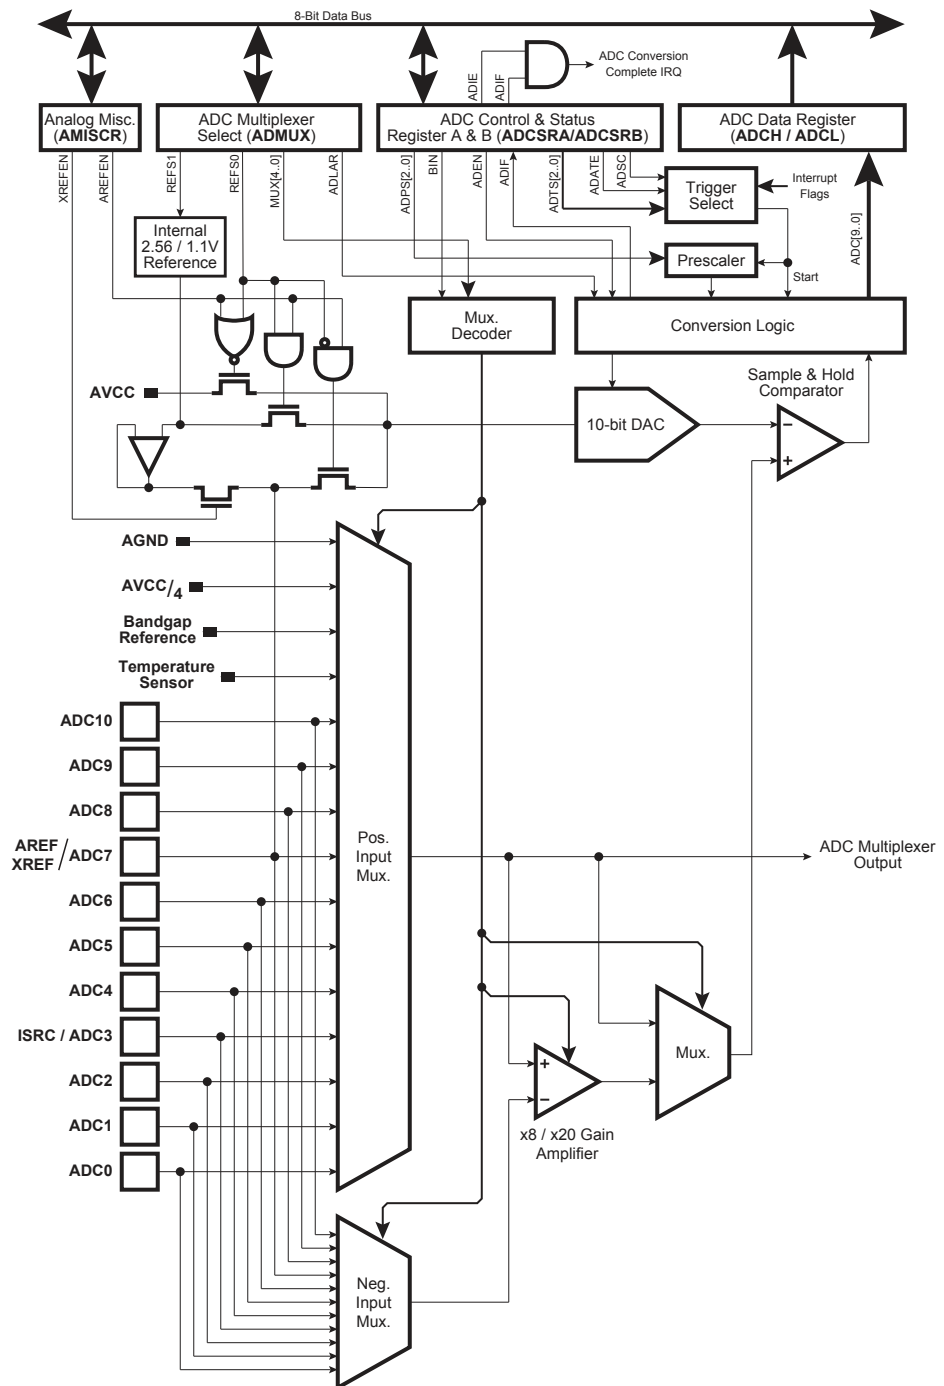 8-Bit Data Bus
ADC Conversion
Complete IRQ
ADIE
ADIF
Analog Misc.
(AMISCR)
ADC Multiplexer
Select (ADMUX)
ADC Control & Status
Register A & B (ADCSRA/ADCSRB)
ADC Data Register
(ADCH / ADCL)
XREFEN
AREFEN
REFS1
REFS0
MUX[4..0]
ADLAR
ADPS[2..0]
BIN
ADEN
ADIF
ADTS[2..0]
ADATE
ADSC
Trigger
Select
Interrupt
Flags
ADC[9..0]
Internal
2.56 / 1.1V
Reference
Prescaler
Start
Mux.
Decoder
Conversion Logic
Sample & Hold
Comparator
AVCC
10-bit DAC
−
+
AGND
AVCC/4
Bandgap
Reference
Temperature
Sensor
ADC10
ADC9
ADC8
AREF
XREF / ADC7
ADC6
ADC5
ADC4
ISRC / ADC3
ADC2
ADC1
ADC0
Pos.
Input
Mux.
ADC Multiplexer
Output
Mux.
+
−
x8 / x20 Gain
Amplifier
Neg.
Input
Mux.